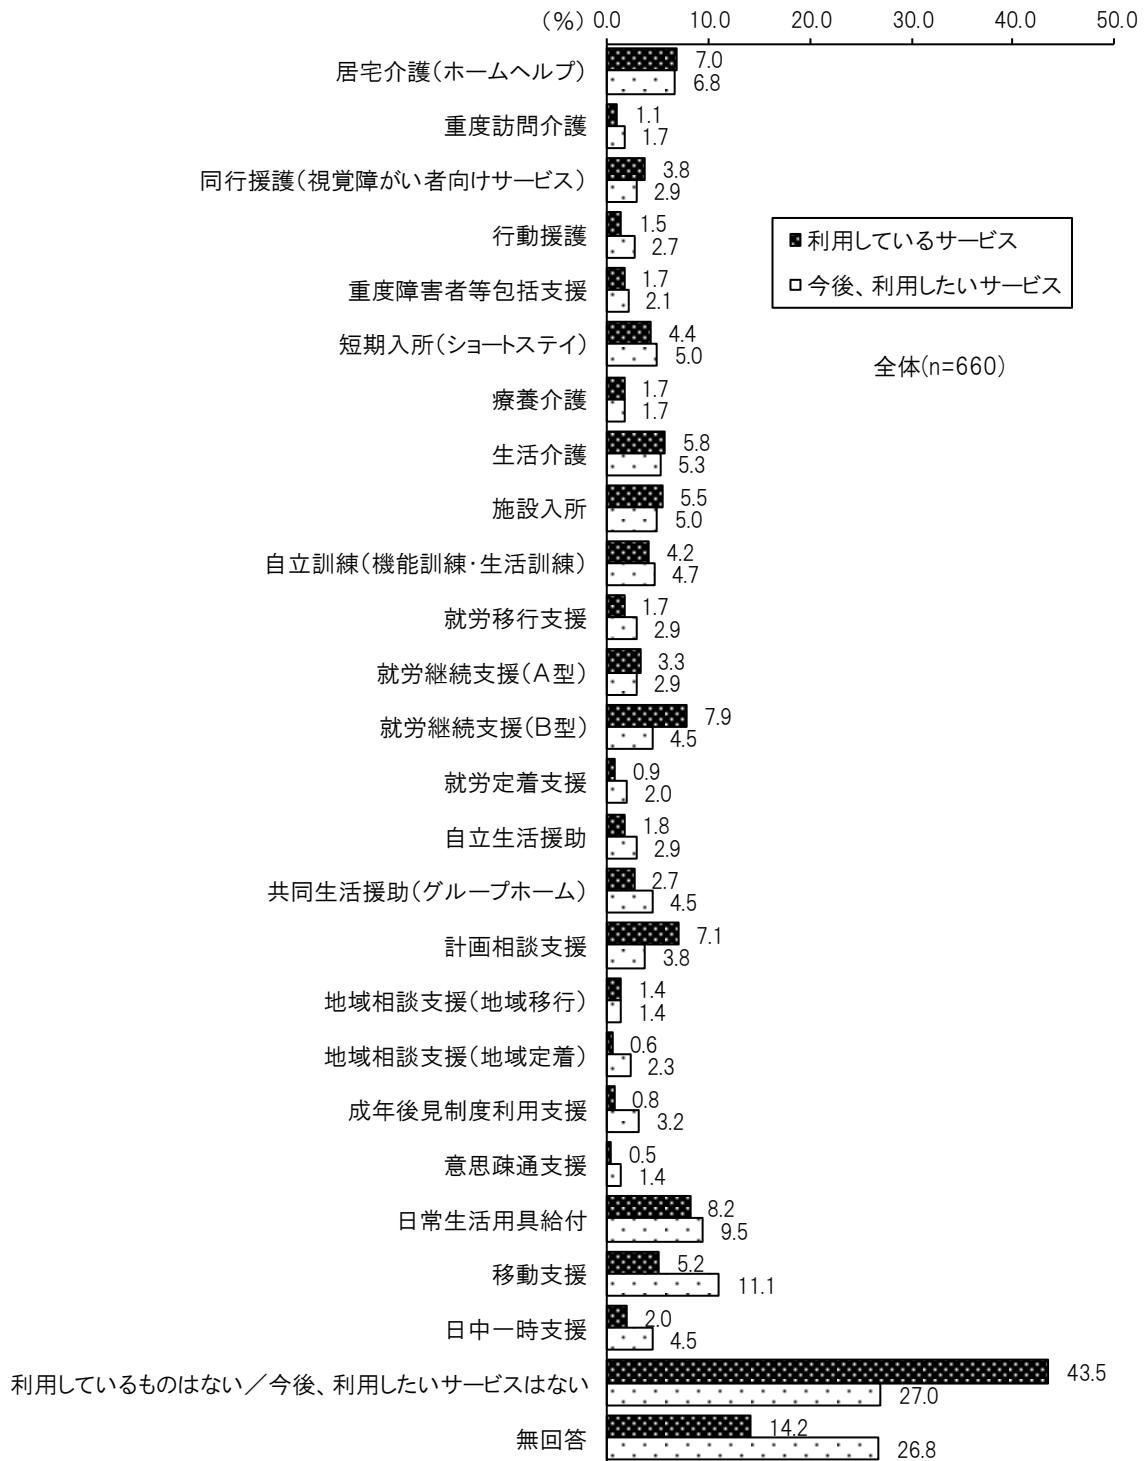 (%) 0.0 10.0 20.0 30.0 40.0 50.0
居宅介護(ホームヘルプ) 7.0
6.8
重度訪問介護 1.1
1.7
同行援護(視覚障がい者向けサービス) 3.8
2.9
行動援護 1.5
2.7
利用しているサービス
今後、利用したいサービス
重度障害者等包括支援 1.7
2.1
短期入所(ショートステイ) 4.4
5.0
全体(n=660)
療養介護 1.7
1.7
生活介護 5.8
5.3
施設入所 5.5
5.0
自立訓練(機能訓練・生活訓練) 4.2
4.7
就労移行支援 1.7
2.9
就労継続支援(A型) 3.3
2.9
就労継続支援(B型) 7.9
4.5
就労定着支援 0.9
2.0
自立生活援助 1.8
2.9
共同生活援助(グループホーム) 2.7
4.5
計画相談支援 7.1
3.8
地域相談支援(地域移行) 1.4
1.4
地域相談支援(地域定着) 0.6
2.3
成年後見制度利用支援 0.8
3.2
意思疎通支援 0.5
1.4
日常生活用具給付 8.2
9.5
移動支援 5.2
11.1
日中一時支援 2.0
4.5
利用しているものはない/今後、利用したいサービスはない 43.5
27.0
無回答 14.2
26.8